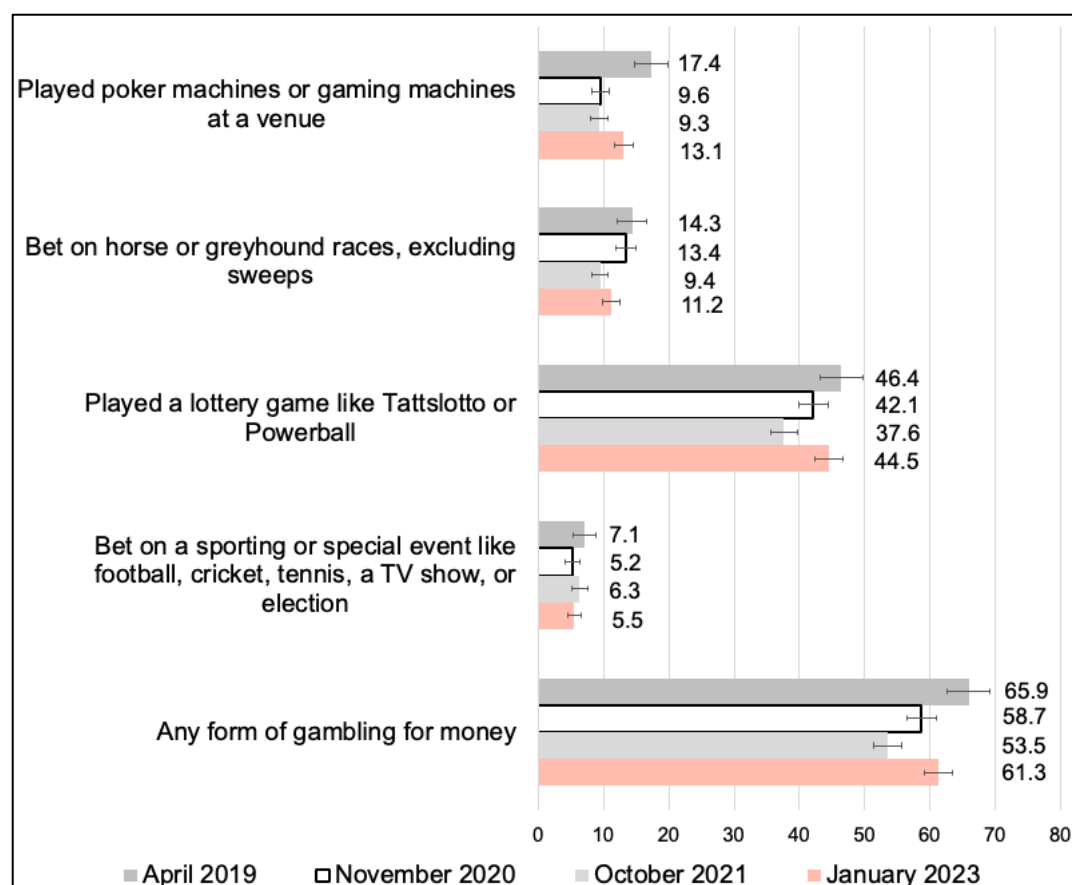 Played poker machines or gaming machines
at a venue
17.4
9.6
9.3
13.1
Bet on horse or greyhound races, excluding
sweeps
14.3
13.4
9.4
11.2
Played a lottery game like Tattslotto or
Powerball
46.4
42.1
37.6
44.5
Bet on a sporting or special event like
football, cricket, tennis, a TV show, or
election
7.1
5.2
6.3
5.5
Any form of gambling for money
65.9
58.7
53.5
61.3
0 10 20 30 40 50 60 70 80
April 2019 November 2020 October 2021 January 2023